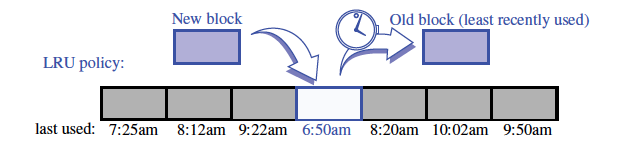 New block
Old block (least recently used)
LRU policy:
last used: 7:25am 8:12am 9:22am 6:50am 8:20am 10:02am 9:50am